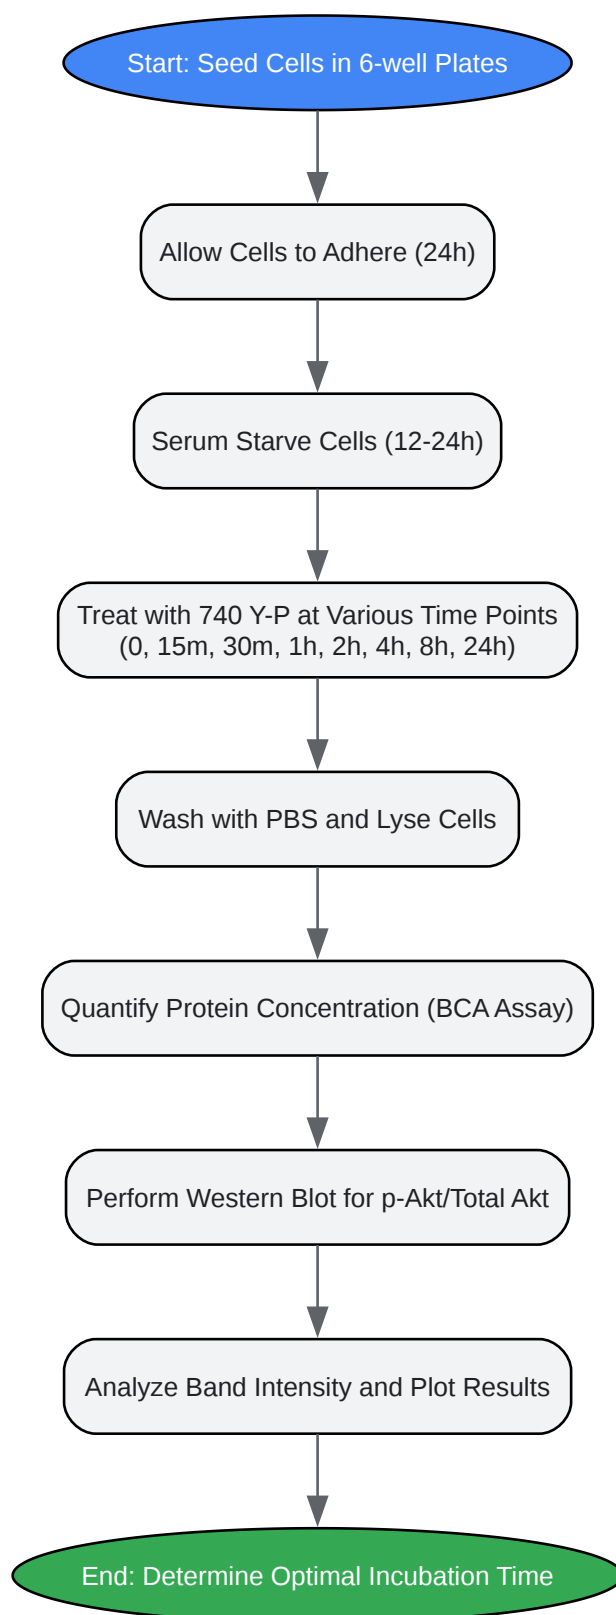 Start: Seed Cells in 6-well Plates
Allow Cells to Adhere (24h)
Serum Starve Cells (12-24h)
Treat with 740 Y-P at Various Time Points
(0, 15m, 30m, 1h, 2h, 4h, 8h, 24h)
Wash with PBS and Lyse Cells
Quantify Protein Concentration (BCA Assay)
Perform Western Blot for p-Akt/Total Akt
Analyze Band Intensity and Plot Results
End: Determine Optimal Incubation Time